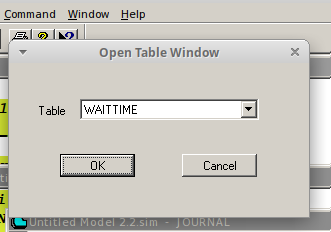 Command Window Help
Open Table Window
Table WAITTIME
OK Cancel
Untitled Model 2.2.sim - JOURNAL